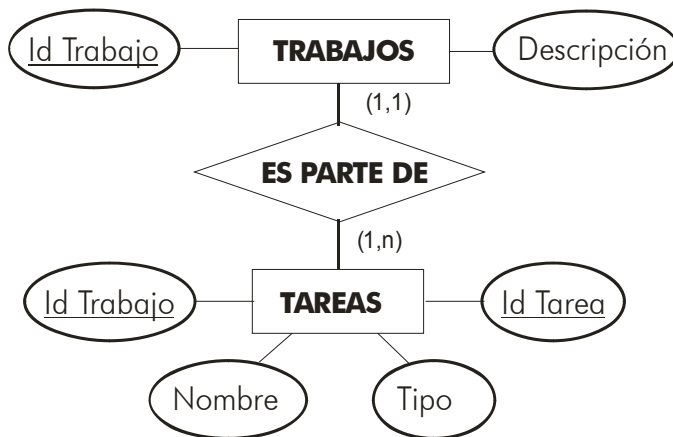 Id Trabajo
TRABAJOS
Descripción
(1,1)
ES PARTE DE
(1,n)
Id Trabajo
TAREAS
Id Tarea
Nombre
Tipo